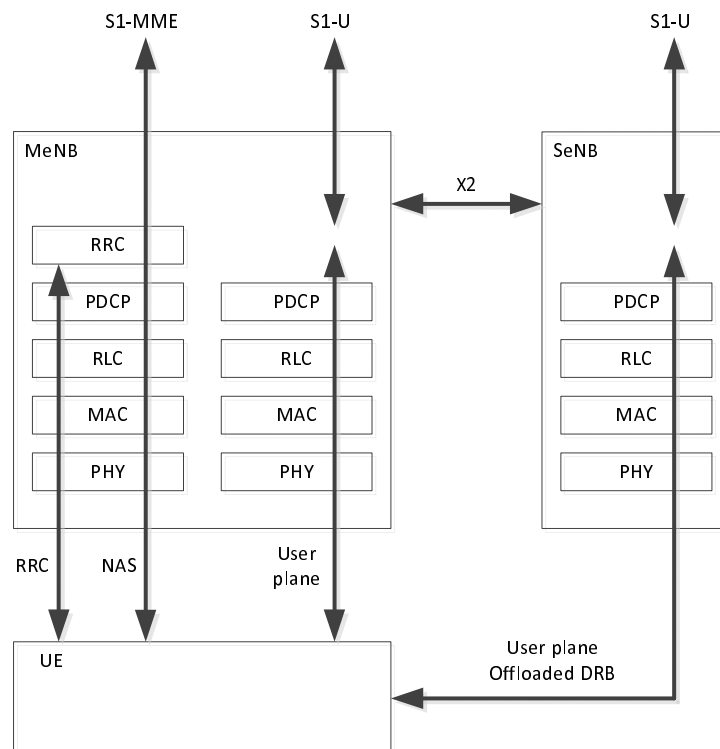 S1-MME
S1-U
S1-U
MeNB
SeNB
X2
RRC
PDCP
PDCP
PDCP
RLC
RLC
RLC
MAC
MAC
MAC
PHY
PHY
PHY
RRC
NAS
User
plane
UE
User plane
Offloaded DRB